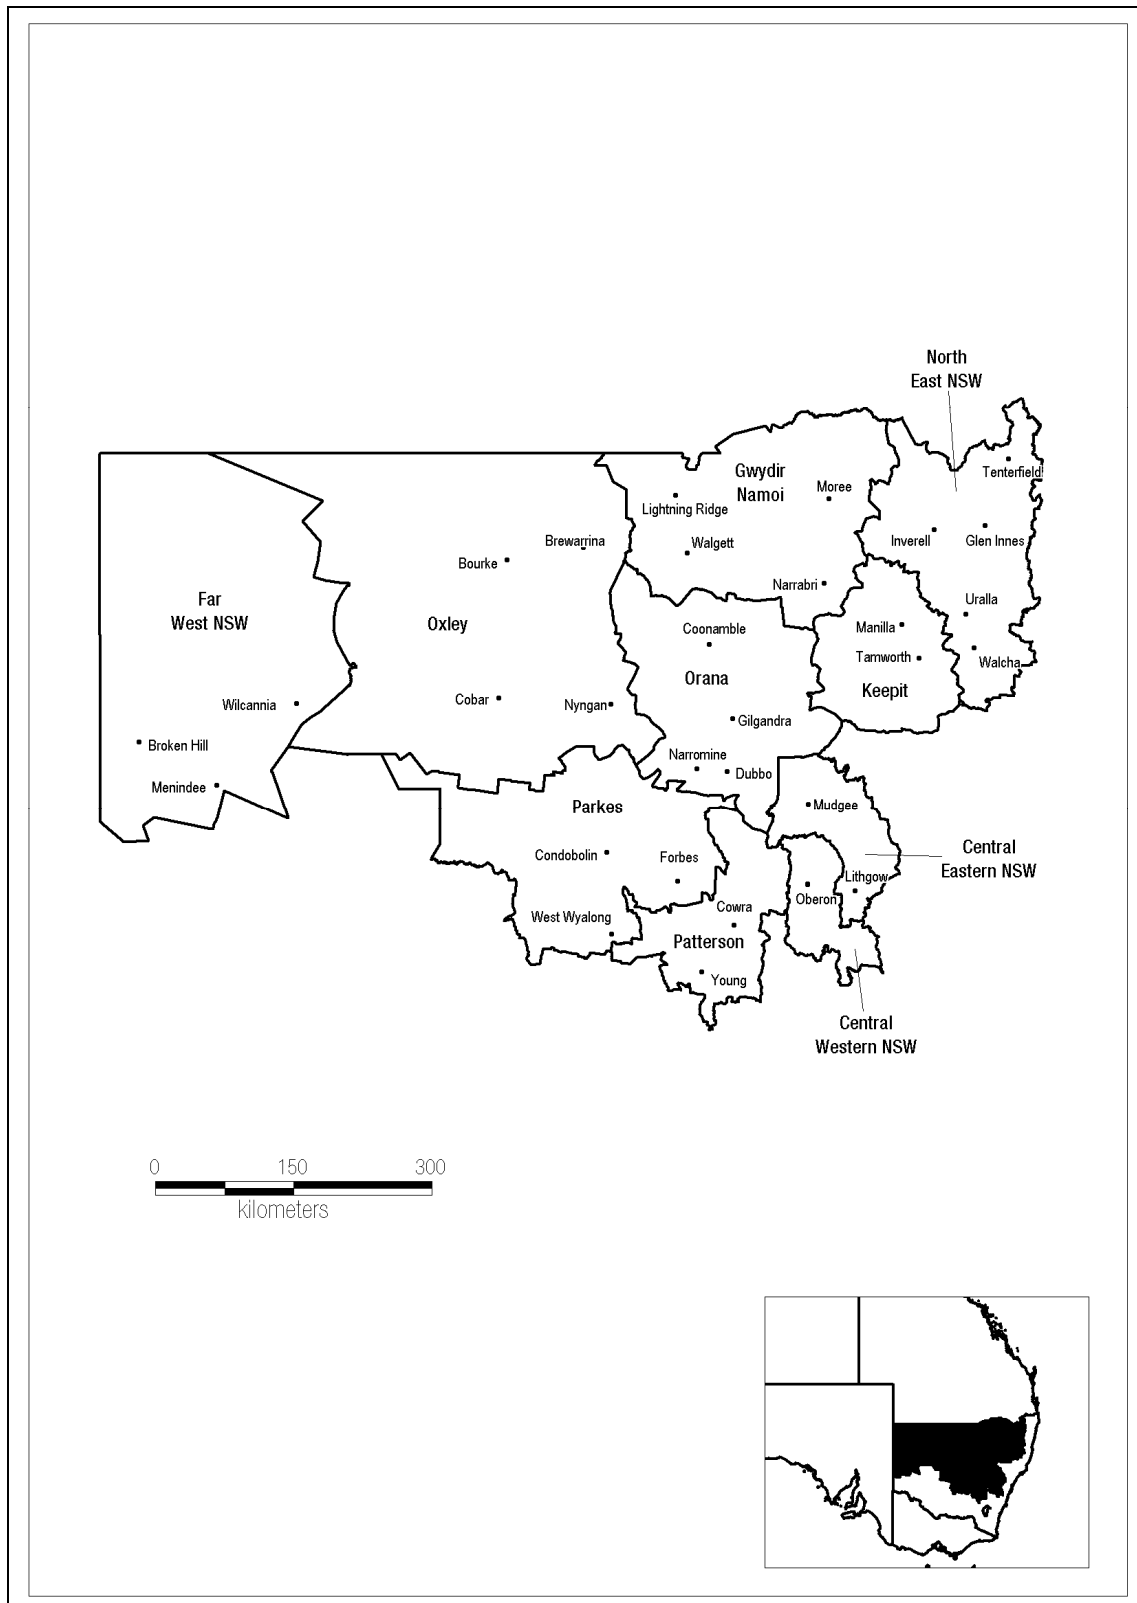 North
East NSW
Tenterfield
Gwydir
Namoi
Moree
Lightning Ridge
Inverell
Glen Innes
Brewarrina
Walgett
Bourke
Narrabri
Uralla
Far
West NSW
Oxley
Coonamble
Manilla
Tamworth
Walcha
Orana
Keepit
Wilcannia
Cobar
Nyngan
Gilgandra
Broken Hill
Narromine
Dubbo
Menindee
Parkes
Mudgee
Condobolin
Forbes
Central
Eastern NSW
Lithgow
Oberon
Cowra
West Wyalong
Patterson
Young
Central
Western NSW
0 150 300
kilometers